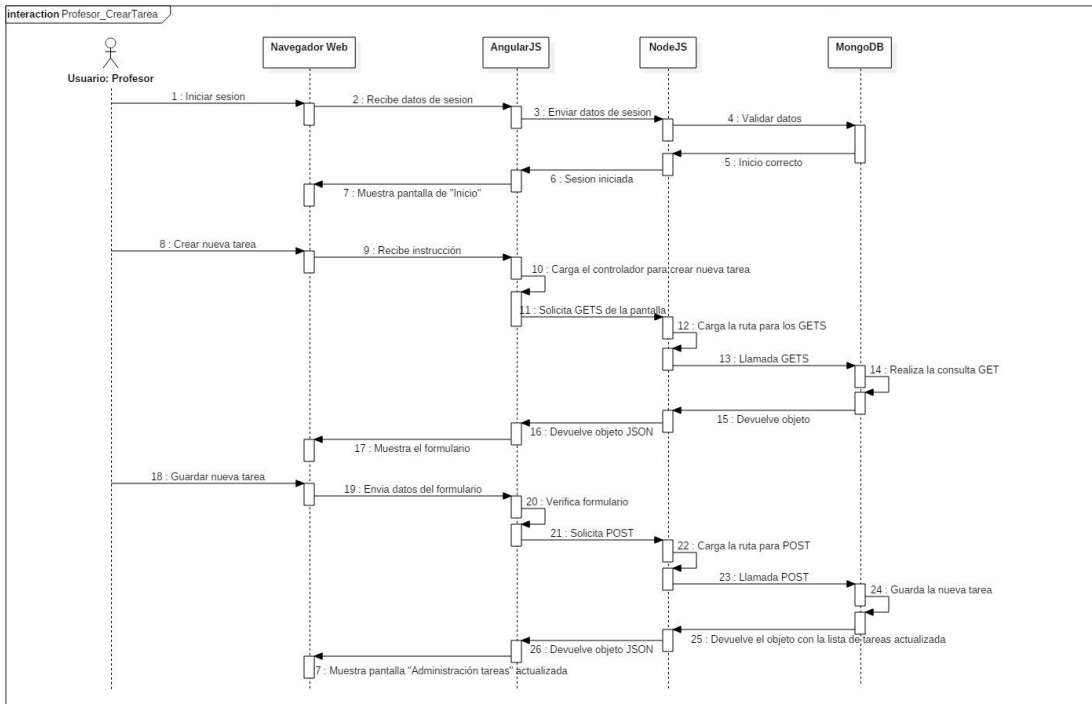 interaction Profesor_CrearTarea
Navegador Web
AngularJS
NodeJS
MongoDB
Usuario: Profesor
1 : Iniciar sesion
2 : Recibe datos de sesion
3 : Enviar datos de sesion
4 : Validar datos
5 : Inicio correcto
6 : Sesion iniciada
7 : Muestra pantalla de "Inicio"
8 : Crear nueva tarea
9 : Recibe instrucción
10 : Carga el controlador para crear nueva tarea
11 : Solicita GETS de la pantalla
12 : Carga la ruta para los GETS
13 : Llamada GETS
14 : Realiza la consulta GET
15 : Devuelve objeto
16 : Devuelve objeto JSON
17 : Muestra el formulario
18 : Guardar nueva tarea
19 : Envia datos del formulario
20 : Verifica formulario
21 : Solicita POST
22 : Carga la ruta para POST
23 : Llamada POST
24 : Guarda la nueva tarea
25 : Devuelve el objeto con la lista de tareas actualizada
26 : Devuelve objeto JSON
7 : Muestra pantalla "Administración tareas" actualizada